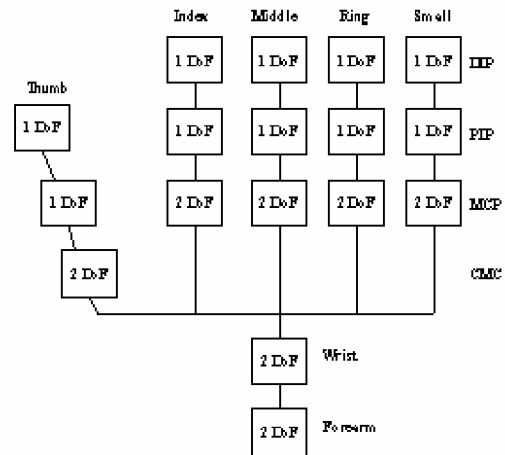 Index Middle Ring Small
1 DoF 1 DoF 1 DoF 1 DoF DIP
Thumb
1 DoF
1 DoF 1 DoF 1 DoF 1 DoF PIP
1 DoF
2 DoF 2 DoF 2 DoF 2 DoF MCP
2 DoF
CMC
2 DoF Wrist
2 DoF Forearm